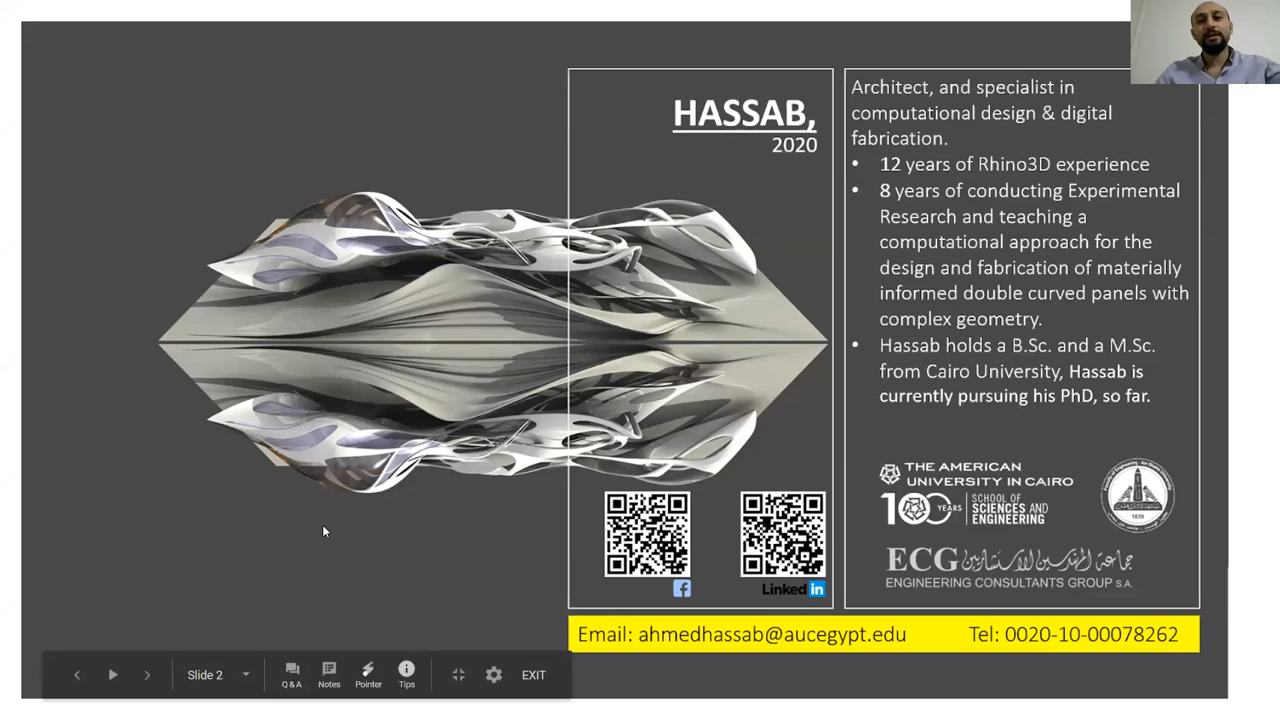 HASSAB,
2020
Architect, and specialist in
computational design & digital
fabrication.
• 12 years of Rhino3D experience
• 8 years of conducting Experimental
Research and teaching a
computational approach for the
design and fabrication of materially
informed double curved panels with
complex geometry.
• Hassab holds a B.Sc. and a M.Sc.
from Cairo University, Hassab is
currently pursuing his PhD, so far.
THE AMERICAN
UNIVERSITY IN CAIRO
100 YEARS
SCHOOL OF
SCIENCES AND
ENGINEERING
1839
ECG جماعة المهندسين الاستشاريين
ENGINEERING CONSULTANTS GROUP S.A.
Linked in
Email: ahmedhassab@aucegypt.edu Tel: 0020-10-00078262
Slide 2
Q & A
Notes
Pointer
Tips
EXIT